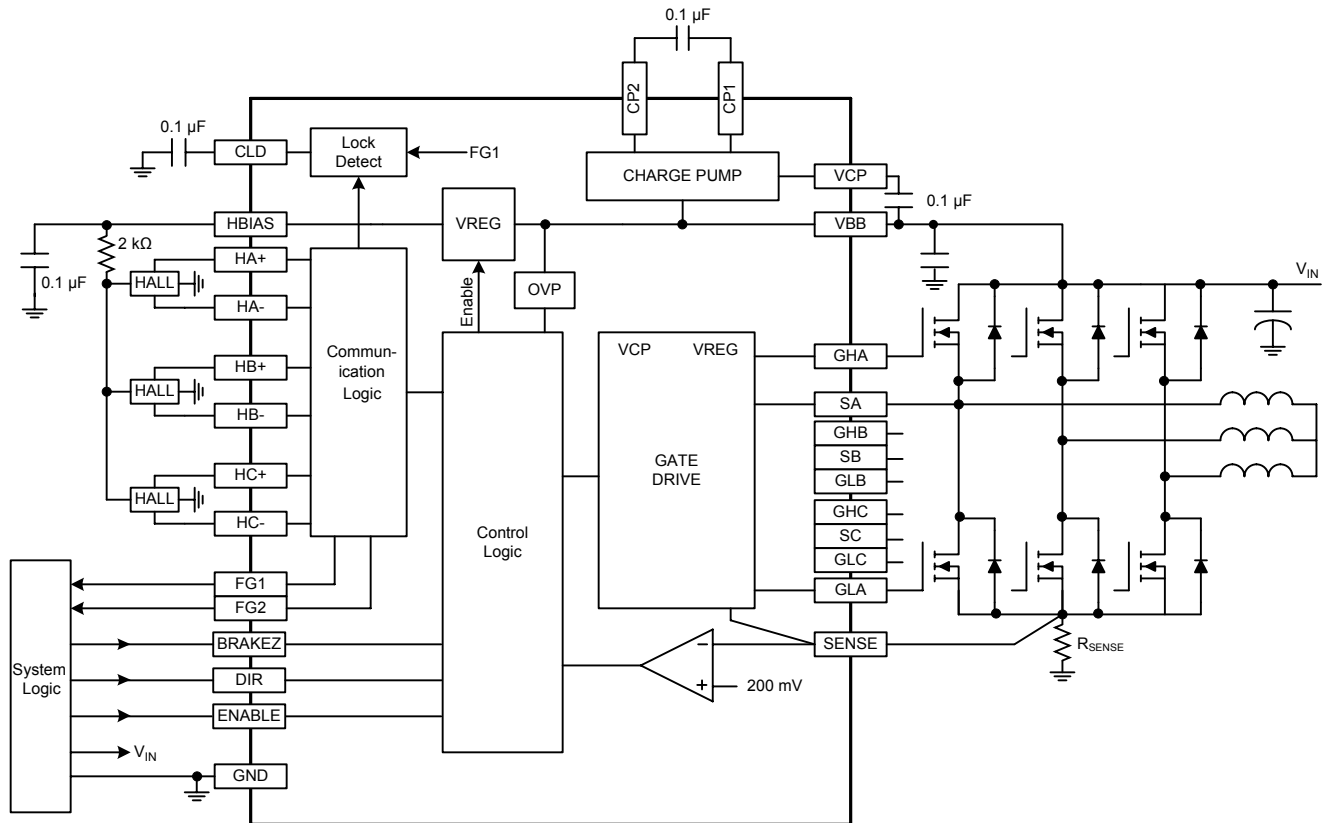 0.1 µF
CP2
CP1
0.1 µF
CLD
Lock
Detect
FG1
CHARGE PUMP
VCP
0.1 µF
HBIAS
VREG
VBB
2 kΩ
0.1 µF
HA+
HALL
HA-
Enable
OVP
V_IN
HB+
HALL
HB-
Commun-
ication
Logic
VCP
VREG
GHA
SA
GHB
SB
GLB
GATE
DRIVE
HC+
HALL
HC-
GHC
SC
GLC
Control
Logic
FG1
FG2
GLA
BRAKEZ
SENSE
R_SENSE
System
Logic
DIR
-
+
200 mV
ENABLE
V_IN
GND